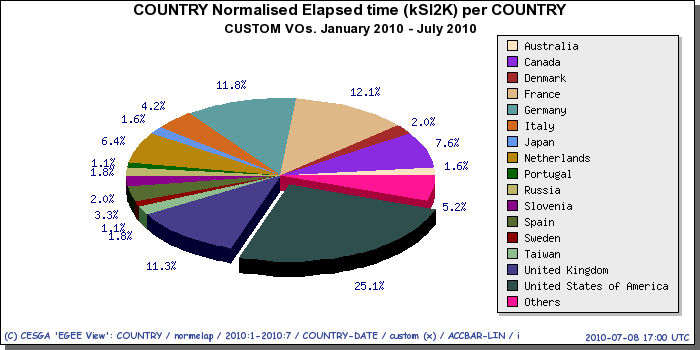 COUNTRY Normalised Elapsed time (kSI2K) per COUNTRY
CUSTOM VOs. January 2010 - July 2010
Australia
Canada
Denmark
France
Germany
Italy
Japan
Netherlands
Portugal
Russia
Slovenia
Spain
Sweden
Taiwan
United Kingdom
United States of America
Others
11.8%
12.1%
4.2%
2.0%
1.6%
7.6%
6.4%
1.6%
1.1%
1.8%
5.2%
2.0%
3.3%
1.1%
1.8%
11.3%
25.1%
(C) CESGA 'EGEE View': COUNTRY / normelap / 2010:1-2010:7 / COUNTRY-DATE / custom (x) / ACCBAR-LIN / i
2010-07-08 17:00 UTC